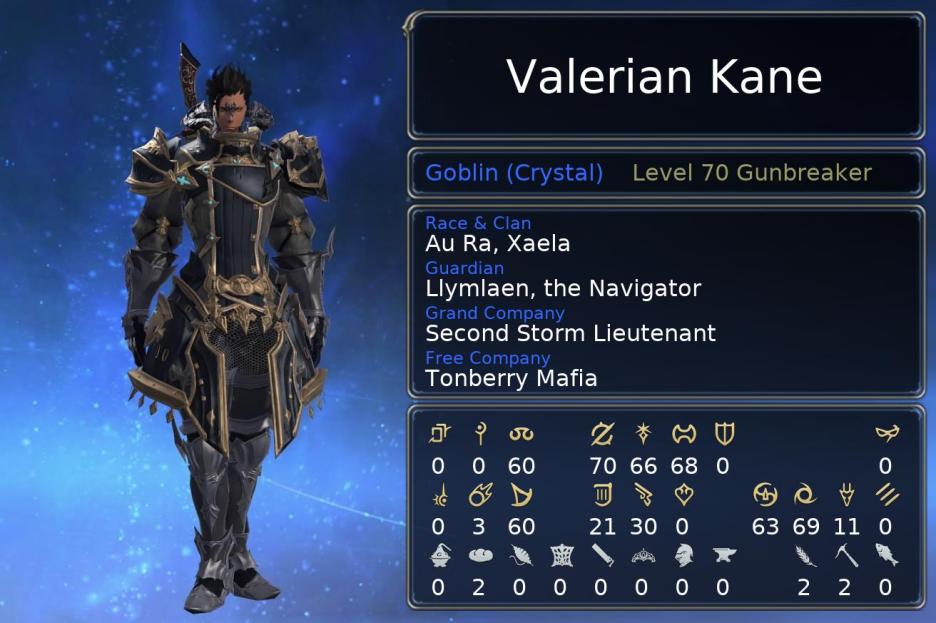 Valerian Kane
Goblin (Crystal) Level 70 Gunbreaker
Race & Clan
Au Ra, Xaela
Guardian
Llymlaen, the Navigator
Grand Company
Second Storm Lieutenant
Free Company
Tonberry Mafia
0 0 60 70 66 68 0 0
0 3 60 21 30 0 63 69 11 0
0 2 0 0 0 0 0 0 2 2 0